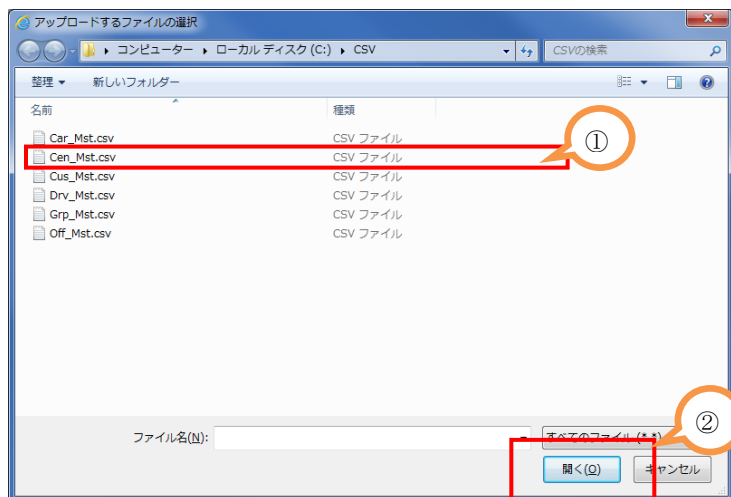 アップロードするファイルの選択
コンピューター ▸ ローカル ディスク (C:) ▸ CSV
CSVの検索
整理 ▼ 新しいフォルダー
名前 種類
Car_Mst.csv CSV ファイル
①
Cen_Mst.csv CSV ファイル
Cus_Mst.csv CSV ファイル
Drv_Mst.csv CSV ファイル
Grp_Mst.csv CSV ファイル
Off_Mst.csv CSV ファイル
②
ファイル名(N): すべてのファイル (*.*)
開く(O) キャンセル